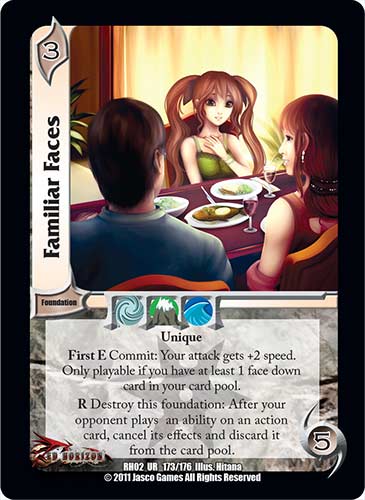 3
Familiar Faces
Foundation
Unique
First E Commit: Your attack gets +2 speed.
Only playable if you have at least 1 face down
card in your card pool.
R Destroy this foundation: After your
opponent plays an ability on an action
card, cancel its effects and discard it
from the card pool.
5
RED HORIZON
RH02 UR 173/176 Illus. Hitana
© 2011 Jasco Games All Rights Reserved